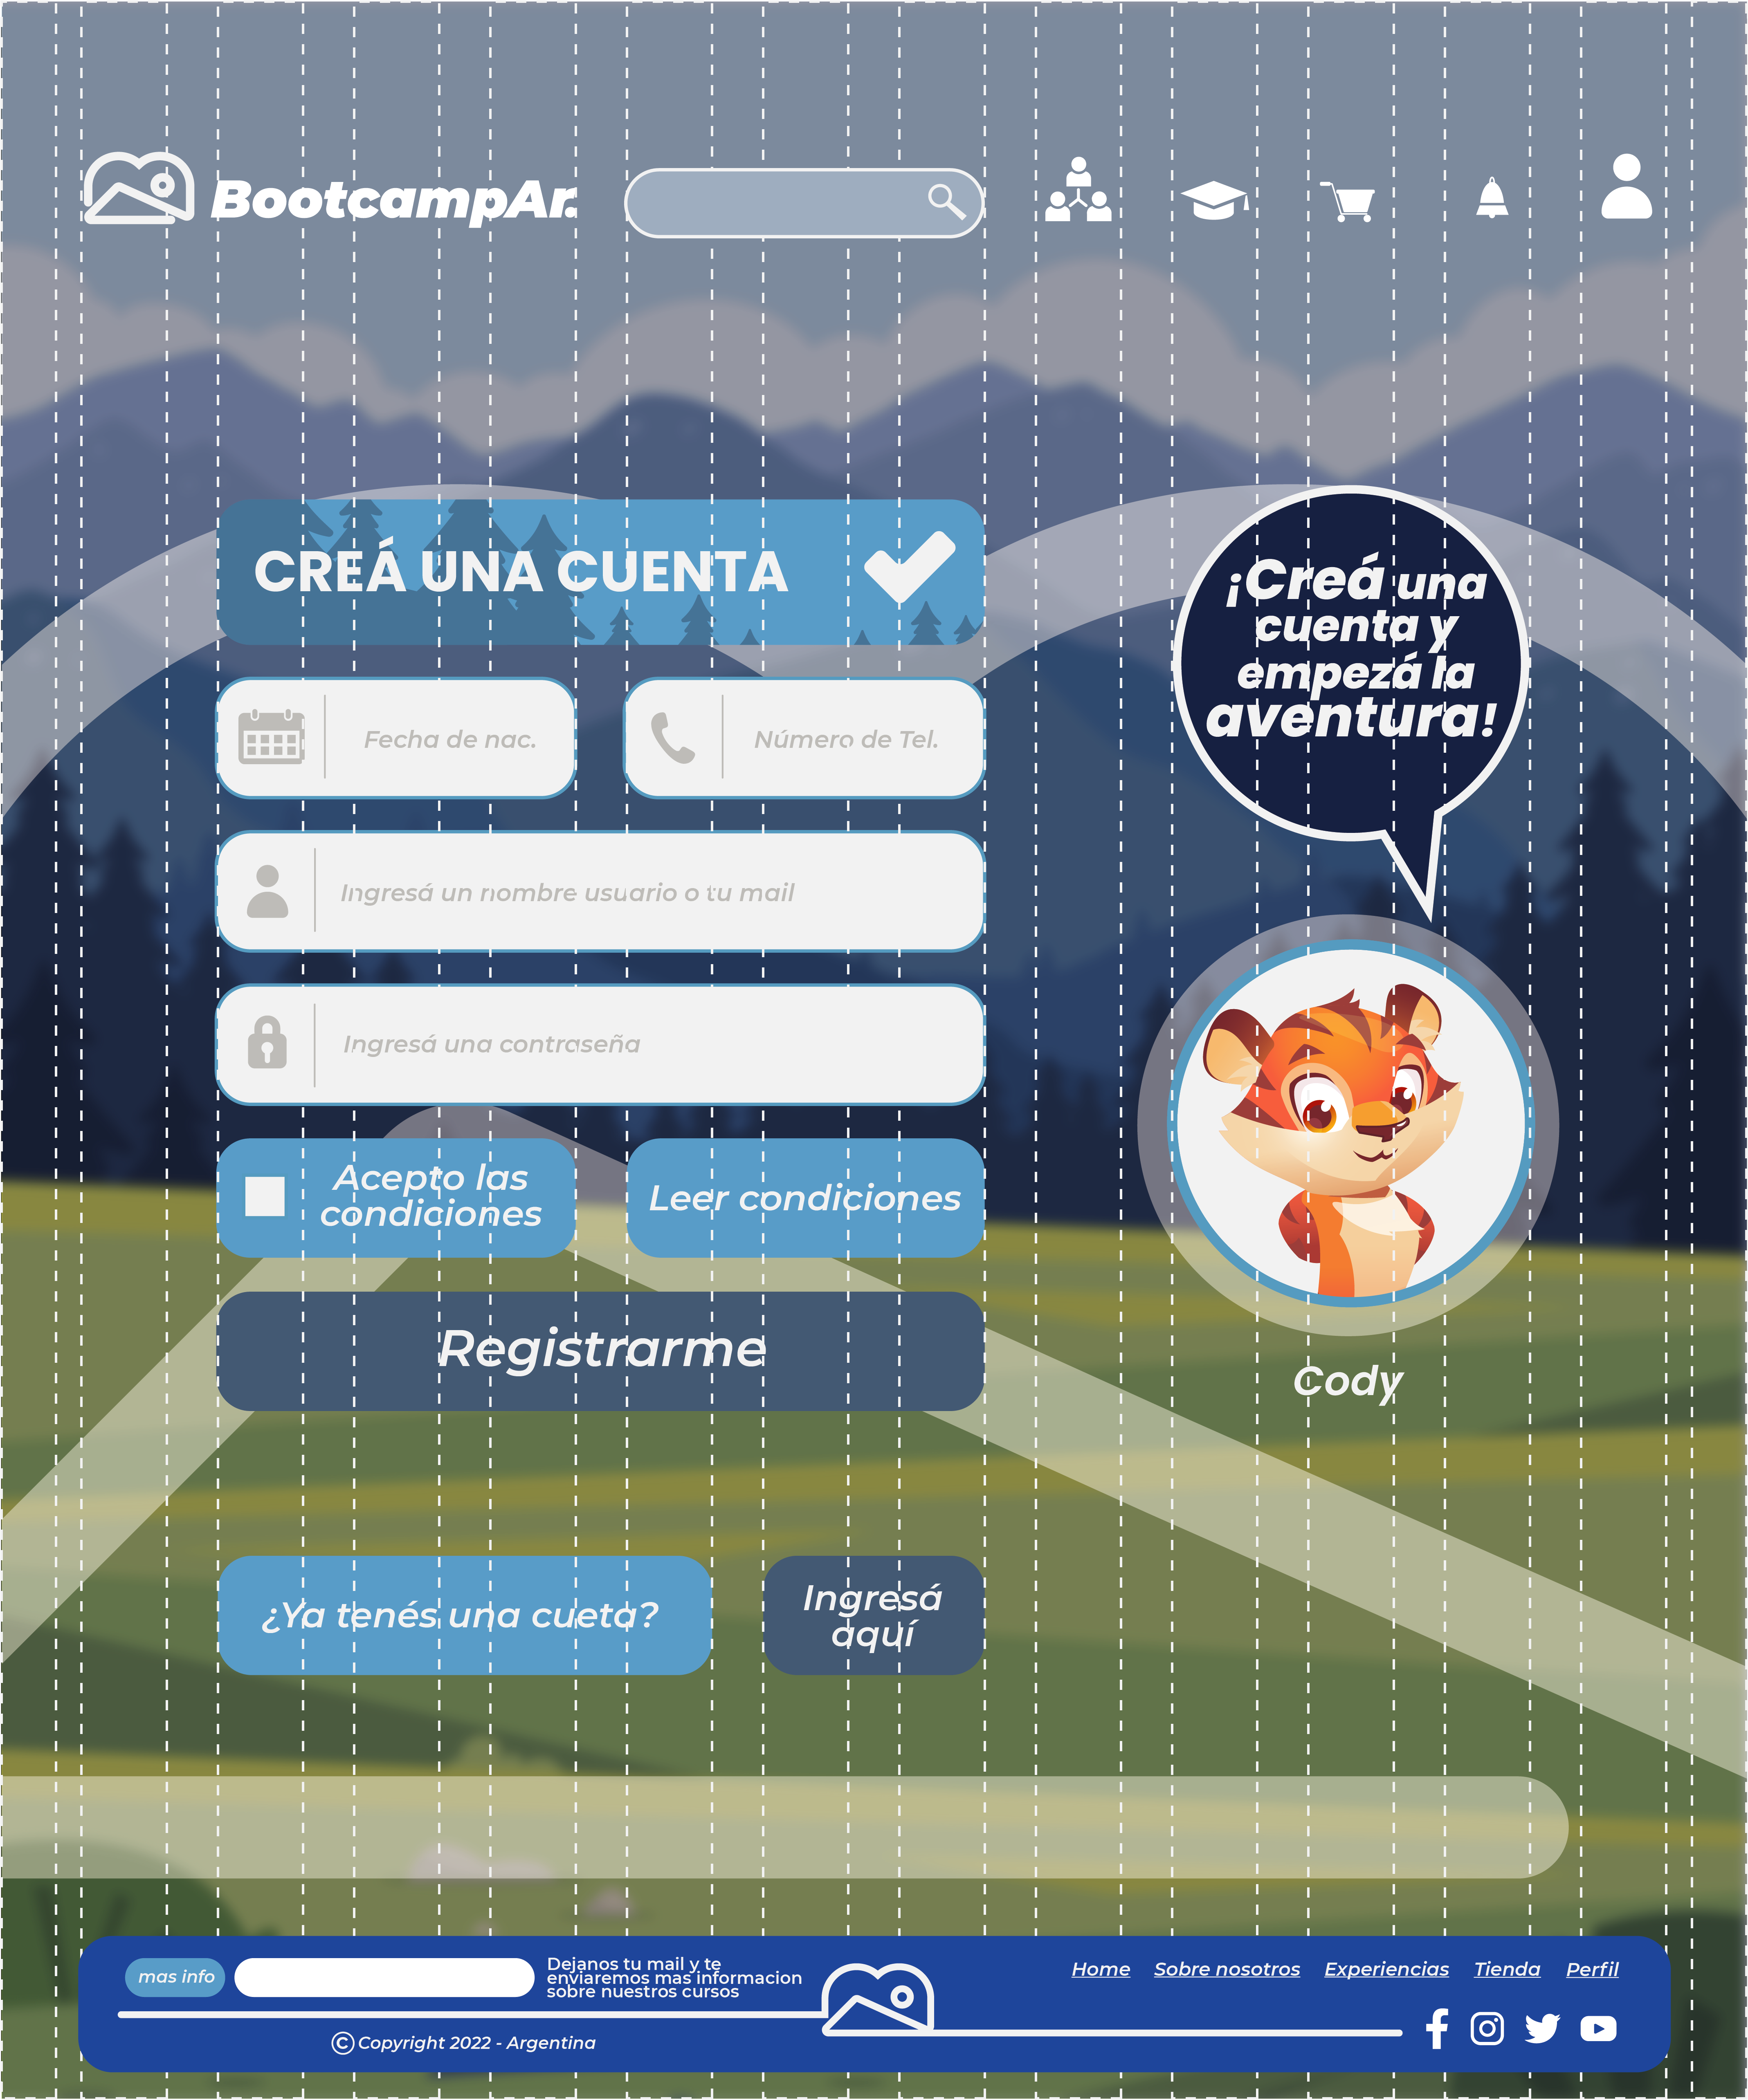 BootcampAr.
CREÁ UNA CUENTA
¡Creá una
cuenta y
empezá la
aventura!
Fecha de nac.
Número de Tel.
Ingresá un nombre usuario o tu mail
Ingresá una contraseña
Acepto las
condiciones
Leer condiciones
Registrarme
Cody
¿Ya tenés una cueta?
Ingresá
aquí
mas info
Dejanos tu mail y te
enviaremos mas informacion
sobre nuestros cursos
Home Sobre nosotros Experiencias Tienda Perfil
© Copyright 2022 - Argentina